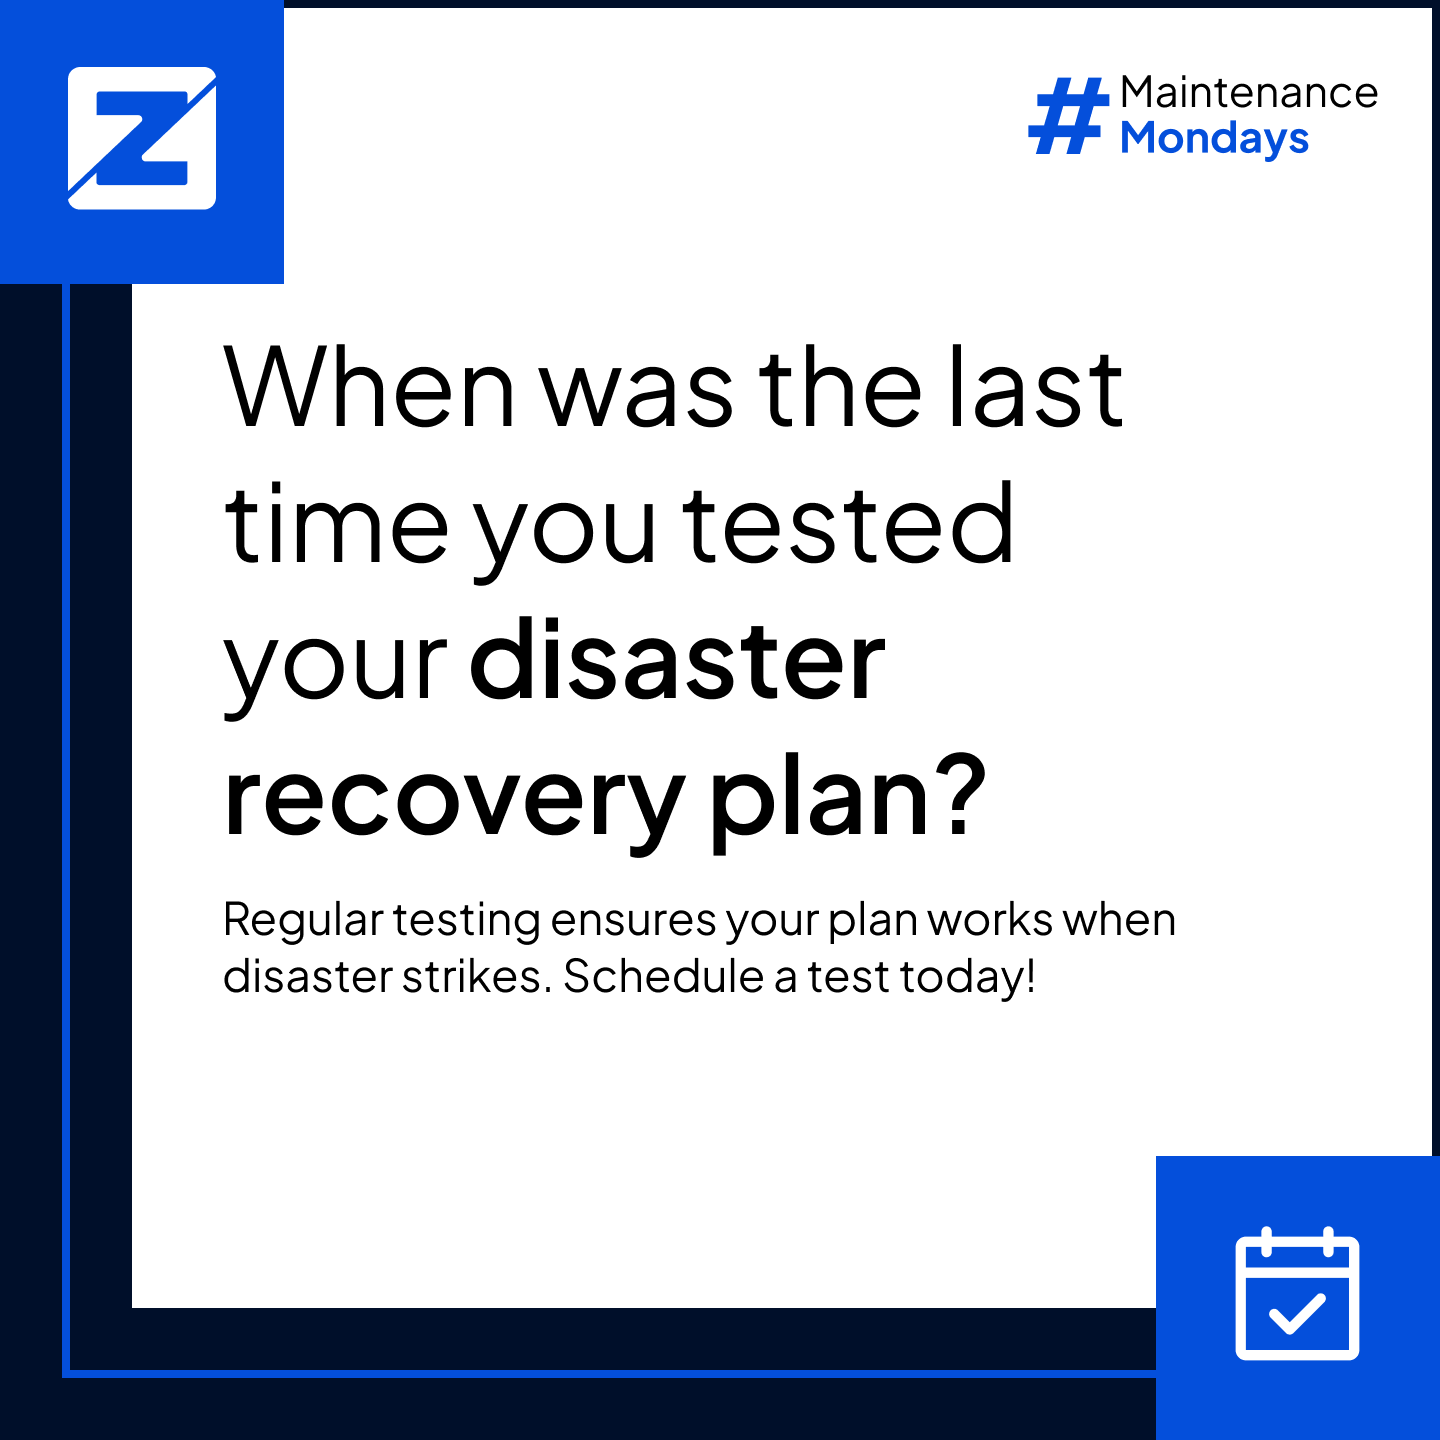 Z
# Maintenance
Mondays
When was the last
time you tested
your disaster
recovery plan?
Regular testing ensures your plan works when
disaster strikes. Schedule a test today!